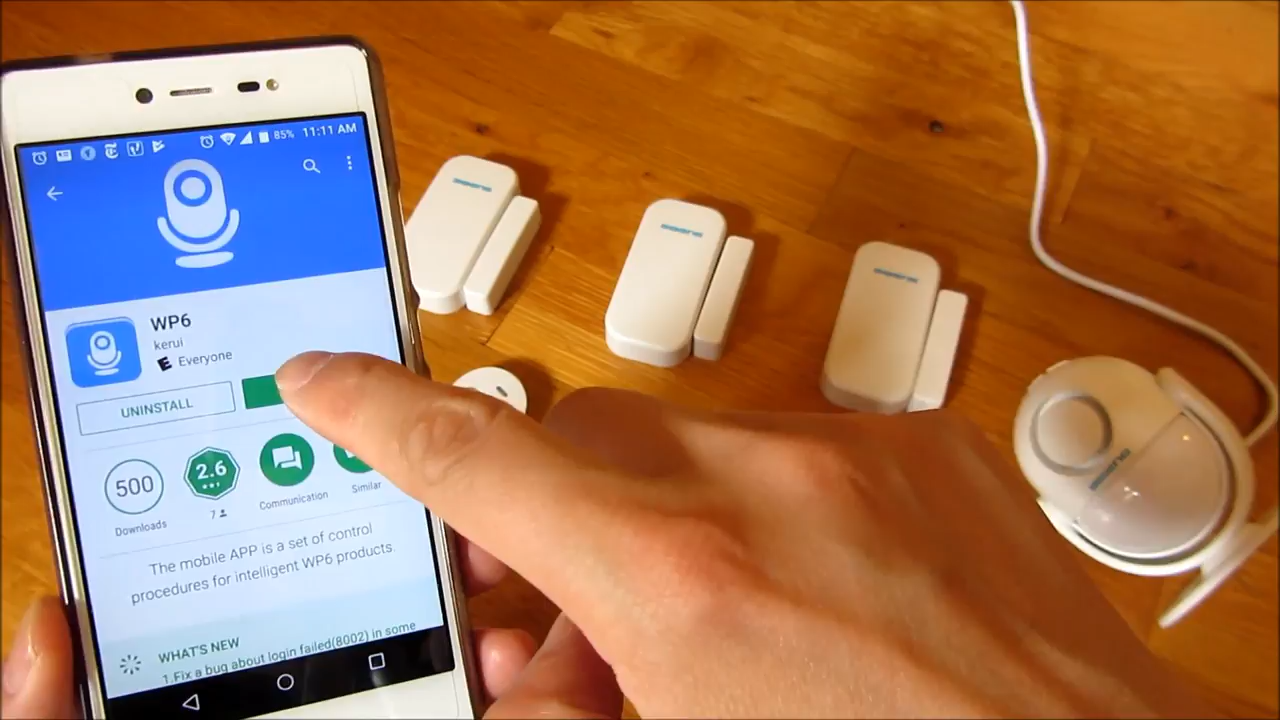 85% 11:11 AM
WP6
kerui
E Everyone
UNINSTALL
500
Downloads
2.6
7
Communication
Similar
The mobile APP is a set of control
procedures for intelligent WP6 products.
WHAT'S NEW
1.Fix a bug about login failed(8002) in some